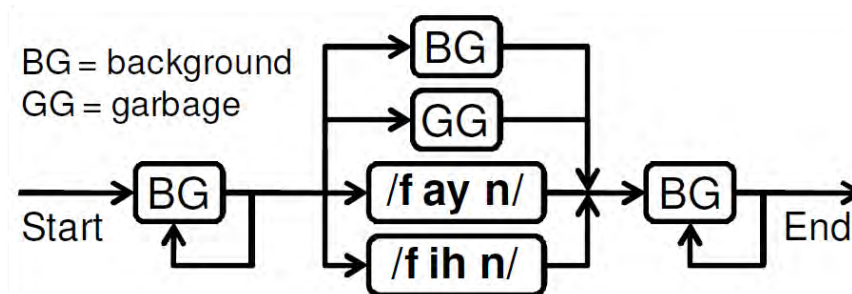 BG = background
GG = garbage
BG
GG
Start
BG
/f ay n/
/f ih n/
BG
End